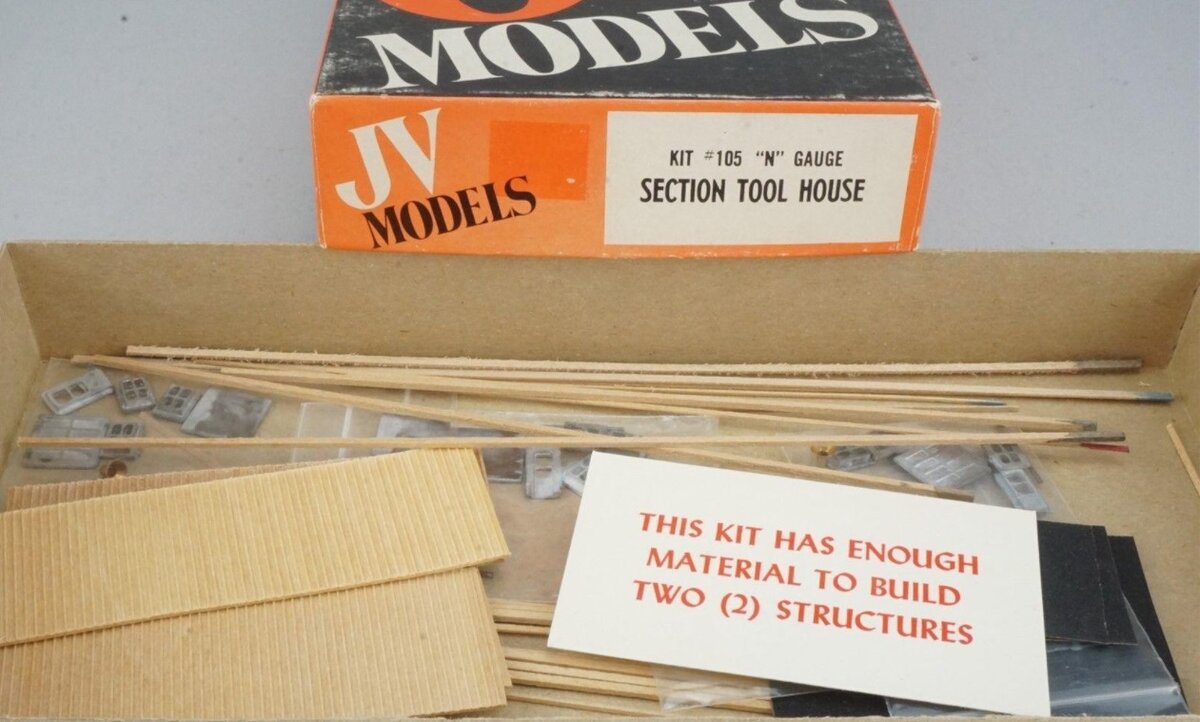 MODELS
JV
MODELS
KIT #105 "N" GAUGE
SECTION TOOL HOUSE
THIS KIT HAS ENOUGH
MATERIAL TO BUILD
TWO (2) STRUCTURES